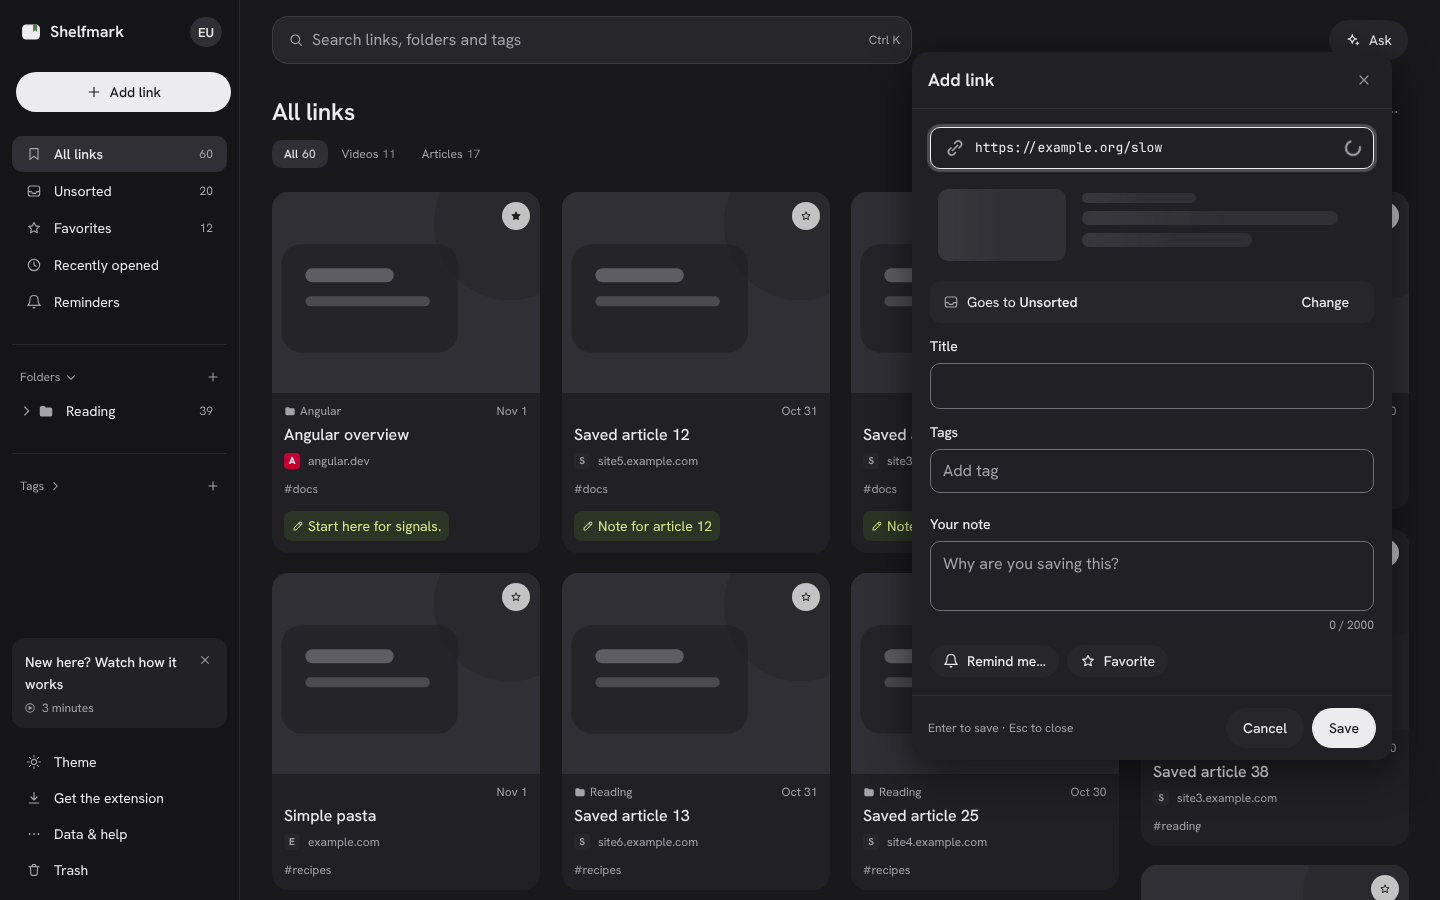 Shelfmark
EU
Add link
All links 60
Unsorted 20
Favorites 12
Recently opened
Reminders
Folders
Reading 39
Tags
New here? Watch how it
works
3 minutes
Theme
Get the extension
Data & help
Trash
Search links, folders and tags Ctrl K
Ask
All links
All 60 Videos 11 Articles 17
Angular Nov 1
Angular overview
A angular.dev
#docs
Start here for signals.
Oct 31
Saved article 12
S site5.example.com
#docs
Note for article 12
Saved
S site3
#docs
Note
Nov 1
Simple pasta
E example.com
#recipes
Reading Oct 31
Saved article 13
S site6.example.com
#recipes
Reading Oct 30
Saved article 25
S site4.example.com
#recipes
Saved article 38
S site3.example.com
#reading
Add link
https://example.org/slow
Goes to Unsorted Change
Title
Tags
Add tag
Your note
Why are you saving this?
0 / 2000
Remind me... Favorite
Enter to save · Esc to close Cancel Save